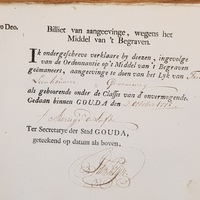 o Deo.
Billiet van aangeevinge, wegens het
Middel van 't Begraven.
IK ondergeschreve verklaare by deezen, ingevolge
van de Ordonnantie op 't Middel van 't Begraven
geëmaneert, aangeevinge te doen van het Lyk van
als gehoorende onder de Classis van d'onvermogende.
Gedaan binnen GOUDA, den October
Ter Secretarye der Stad GOUDA,
geteekend op datum als boven.